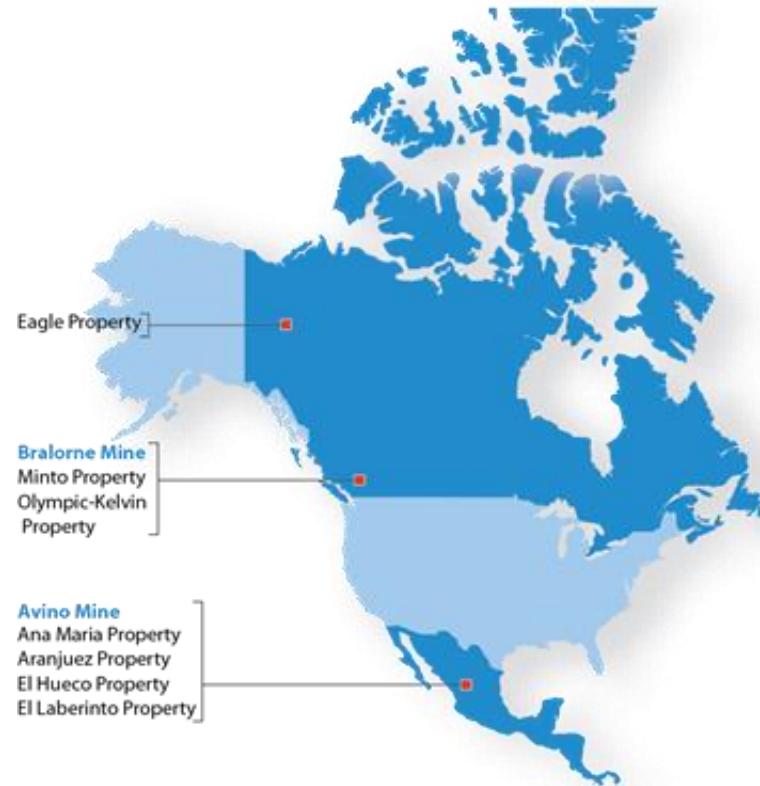 Eagle Property
Bralorne Mine
Minto Property
Olympic-Kelvin
Property
Avino Mine
Ana Maria Property
Aranjuez Property
El Hueco Property
El Laberinto Property